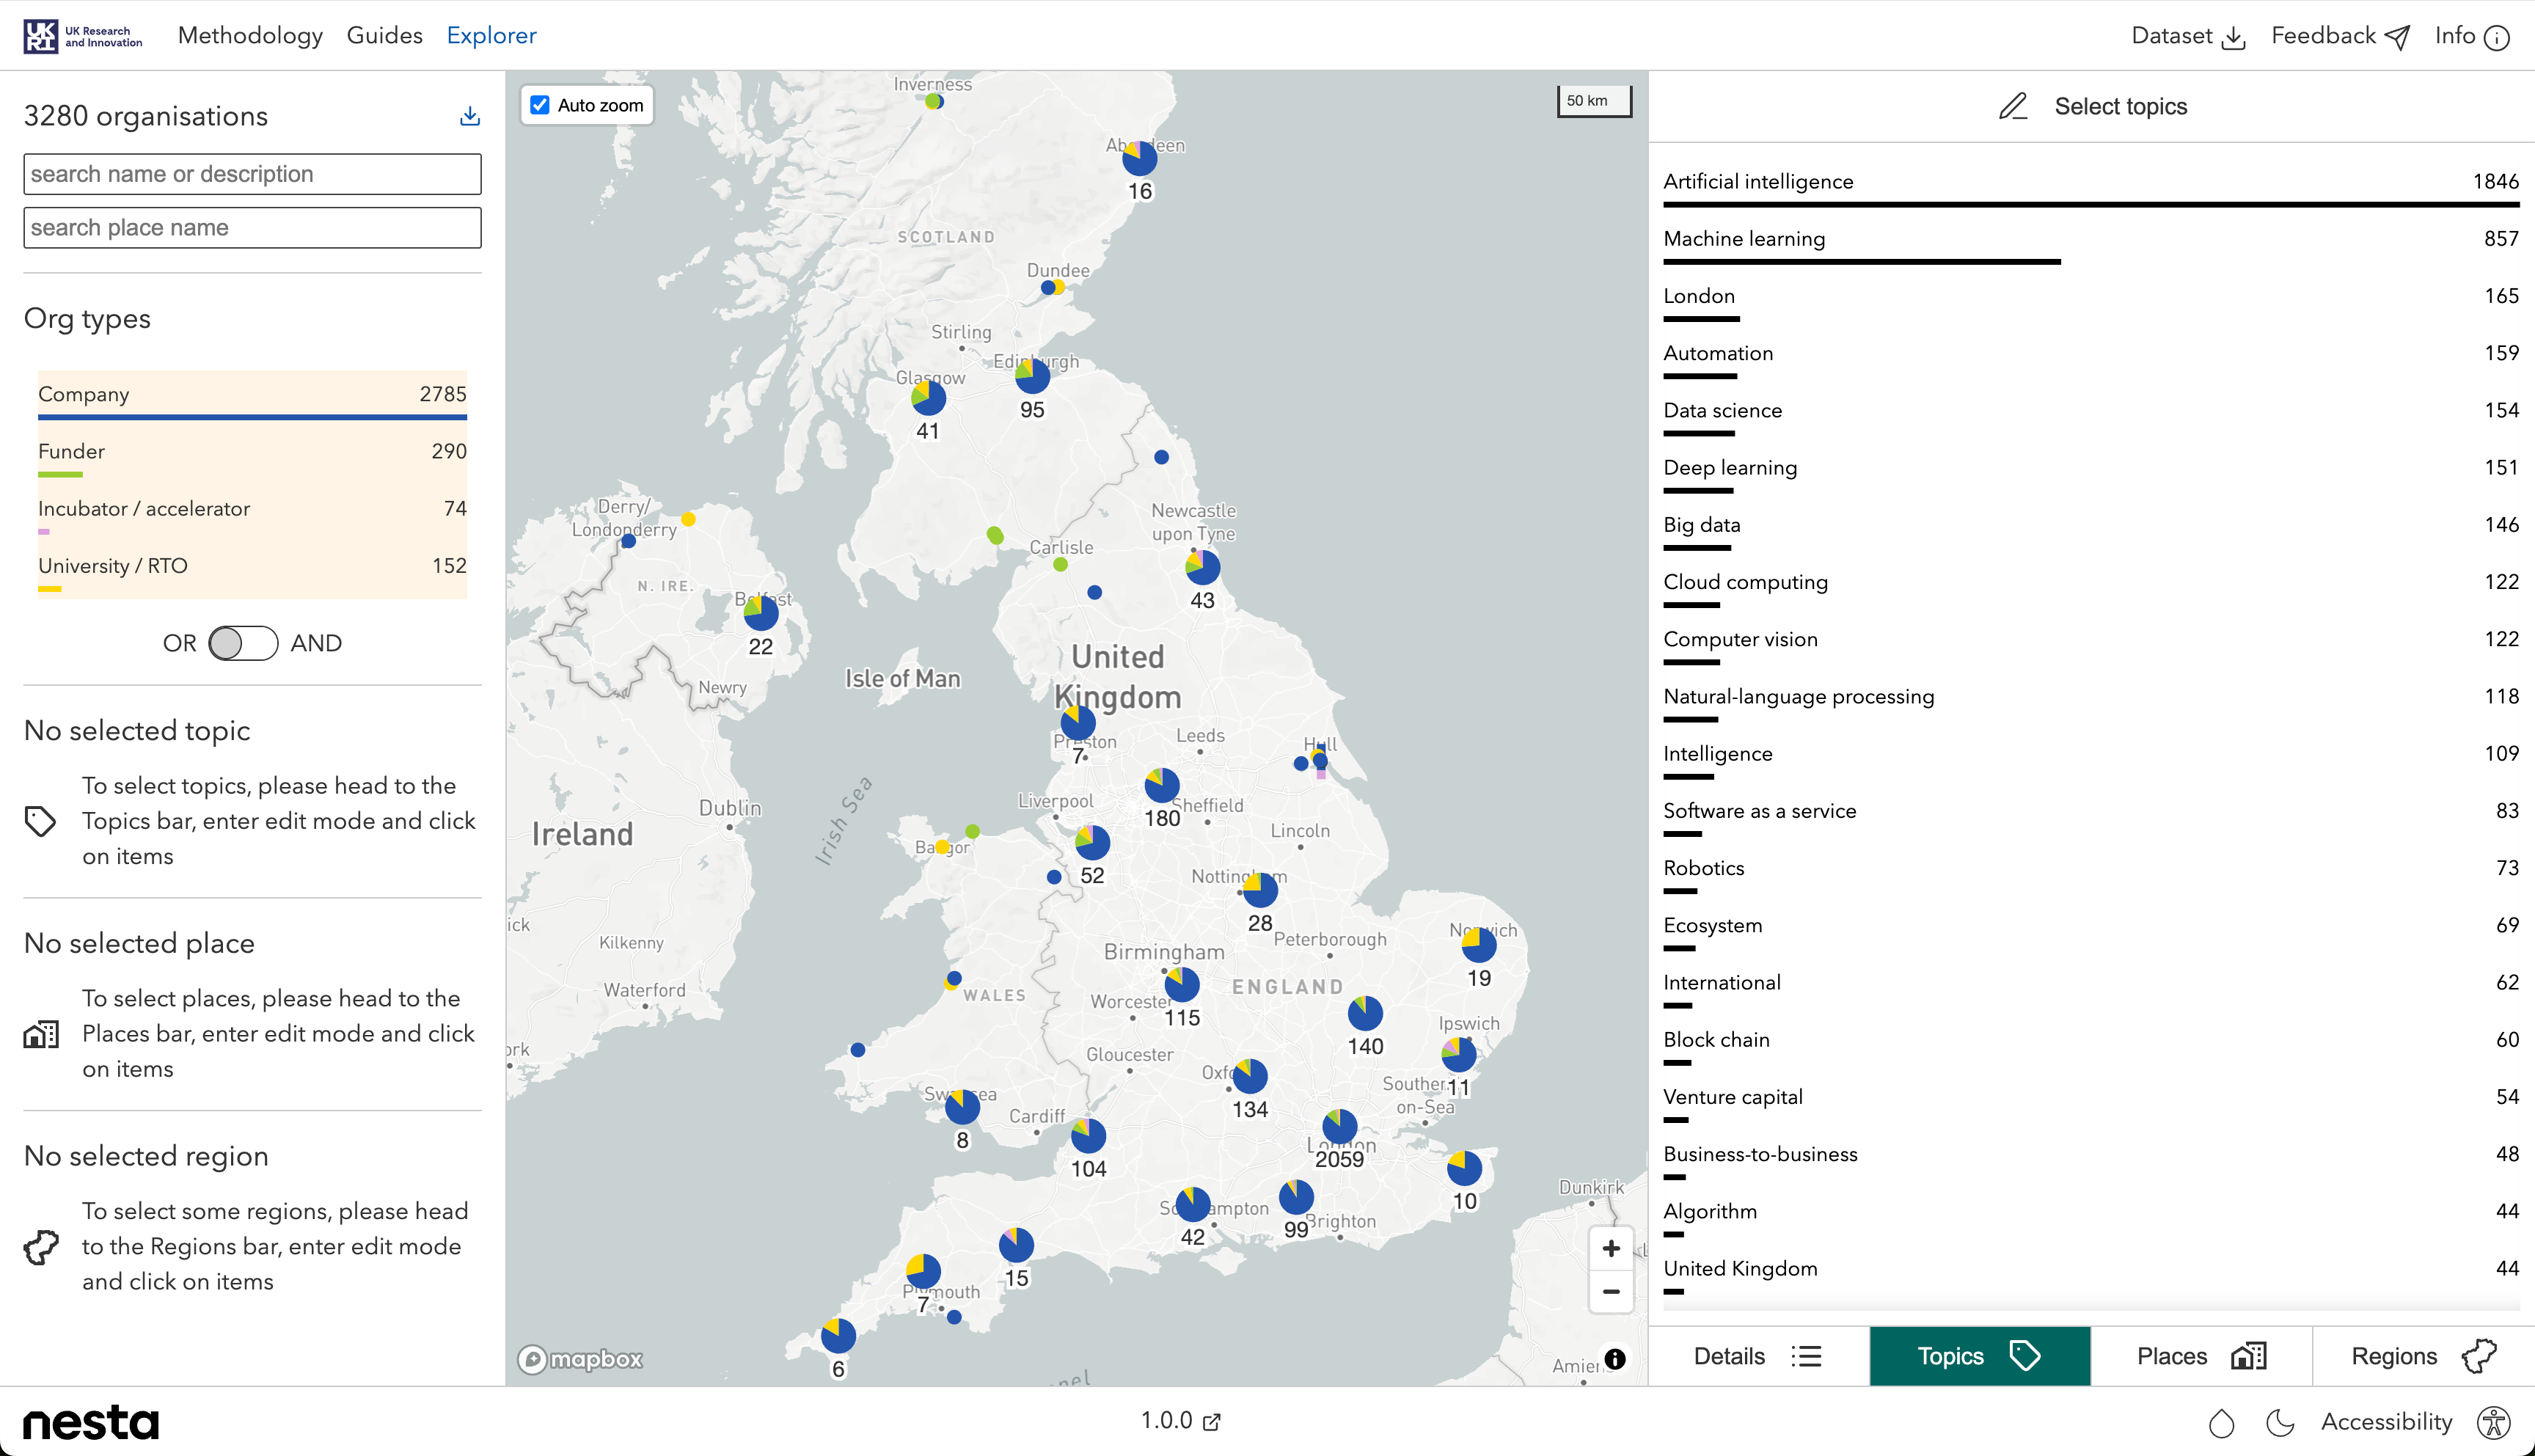 UK
RI
UK Research
and Innovation
Methodology
Guides
Explorer
Dataset
Feedback
Info
3280 organisations
search name or description
search place name
Org types
Company 2785
Funder 290
Incubator / accelerator 74
University / RTO 152
OR AND
No selected topic
To select topics, please head to the
Topics bar, enter edit mode and click
on items
No selected place
To select places, please head to the
Places bar, enter edit mode and click
on items
No selected region
To select some regions, please head
to the Regions bar, enter edit mode
and click on items
Auto zoom
50 km
Inverness
16
SCOTLAND
Dundee
Stirling
Edinburgh
95
Glasgow
41
Derry/
Londonderry
Newcastle
upon Tyne
Carlisle
43
N. IRE.
Belfast
22
Newry
Isle of Man
United
Kingdom
Preston
7
Leeds
Hull
Dublin
Liverpool
180
Sheffield
Ireland
Irish Sea
Lincoln
Bangor
52
Nottingham
28
Kilkenny
Birmingham
Peterborough
Norwich
19
Waterford
WALES
ENGLAND
Worcester
115
140
Ipswich
11
Gloucester
134
Cardiff
8
104
London
2059
on-Sea
10
Dunkirk
42
99
Brighton
15
Plymouth
7
6
mapbox
Select topics
Artificial intelligence 1846
Machine learning 857
London 165
Automation 159
Data science 154
Deep learning 151
Big data 146
Cloud computing 122
Computer vision 122
Natural-language processing 118
Intelligence 109
Software as a service 83
Robotics 73
Ecosystem 69
International 62
Block chain 60
Venture capital 54
Business-to-business 48
Algorithm 44
United Kingdom 44
Details
Topics
Places
Regions
nesta
1.0.0
Accessibility